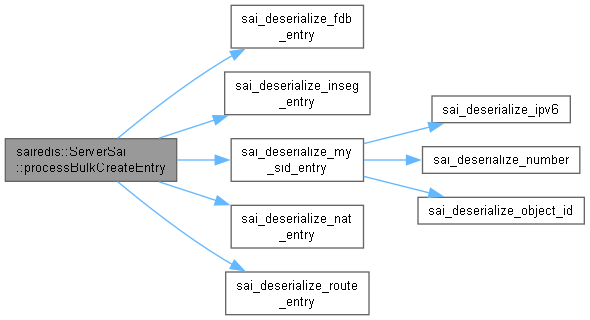 sairedis::ServerSai
::processBulkCreateEntry
sai_deserialize_fdb
_entry
sai_deserialize_inseg
_entry
sai_deserialize_my
_sid_entry
sai_deserialize_nat
_entry
sai_deserialize_route
_entry
sai_deserialize_ipv6
sai_deserialize_number
sai_deserialize_object_id